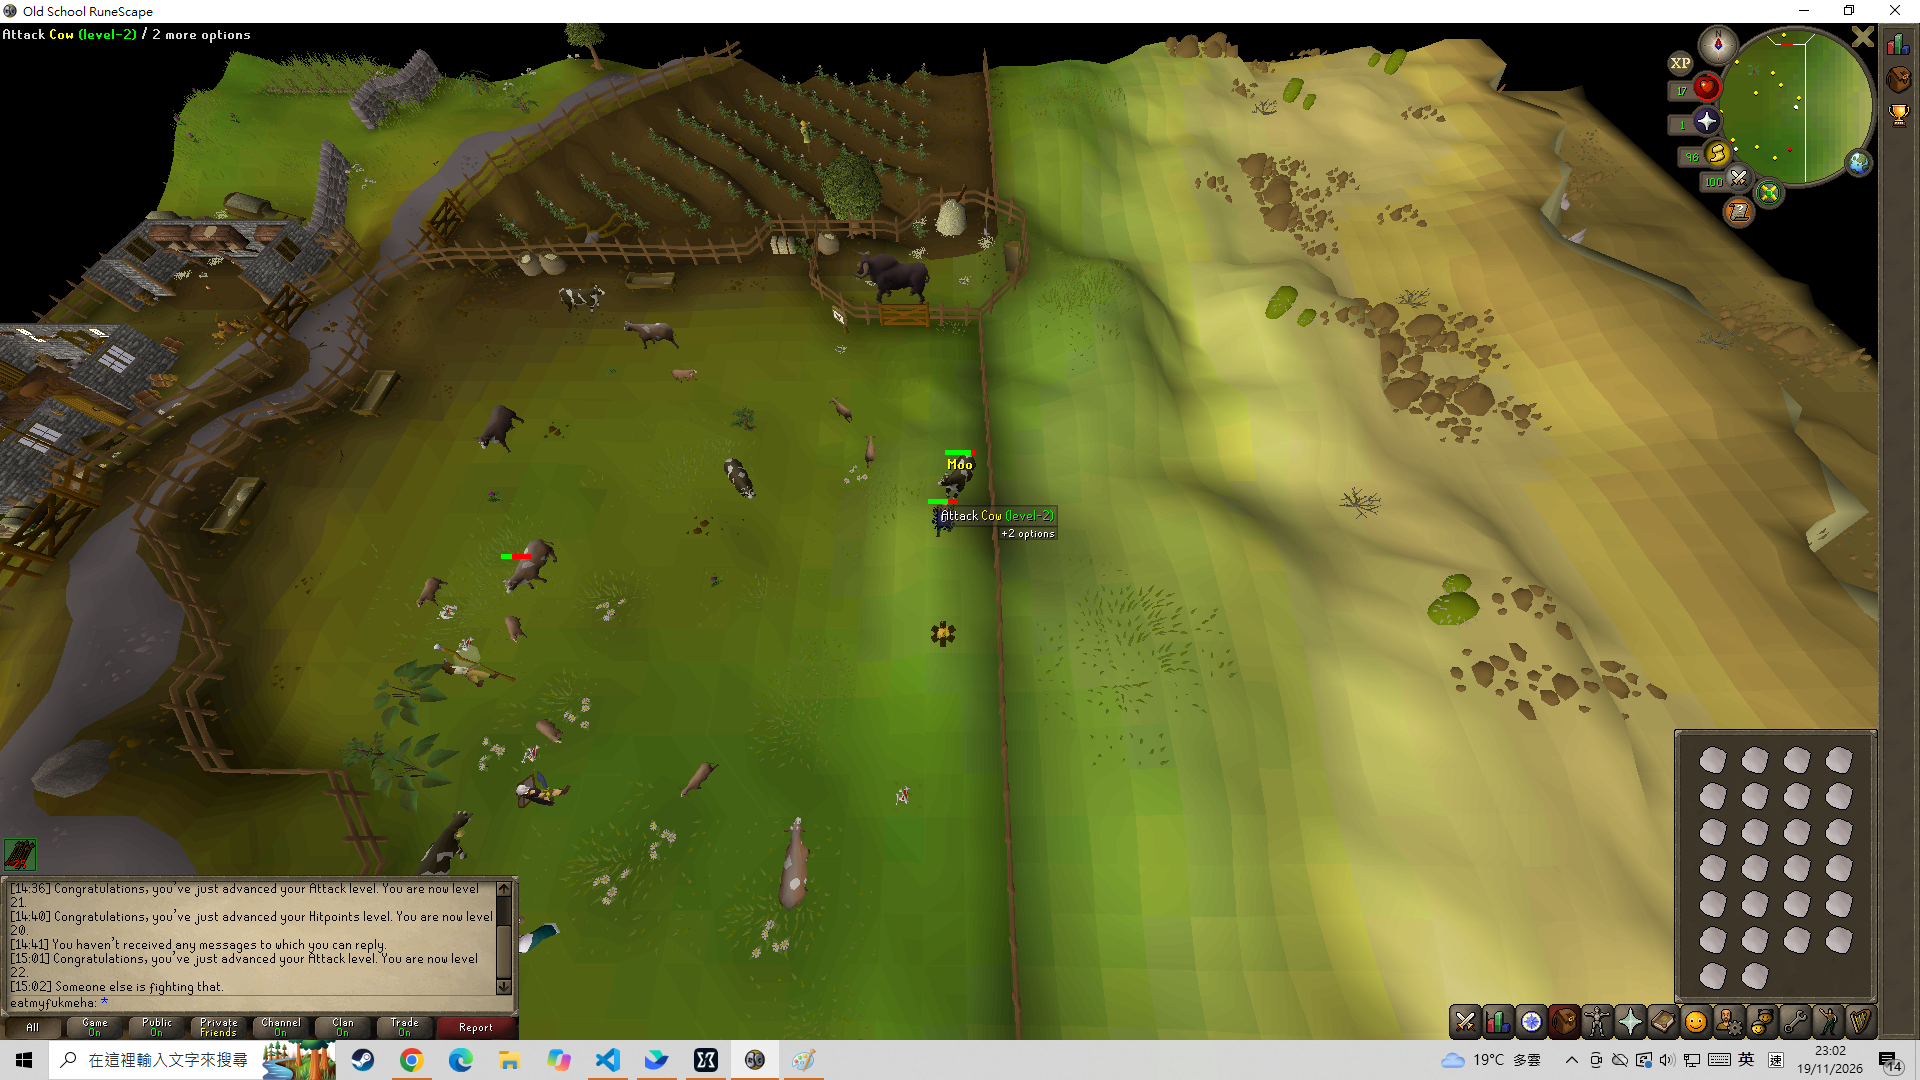 Old School RuneScape
Attack Cow (level-2) / 2 more options
N
XP
17
1
96
100
Moo
Attack Cow (level-2)
+2 options
25
[14:36] Congratulations, you've just advanced your Attack level. You are now level
21.
[14:40] Congratulations, you've just advanced your Hitpoints level. You are now level
20.
[14:41] You haven't received any messages to which you can reply.
[15:01] Congratulations, you've just advanced your Attack level. You are now level
22.
[15:02] Someone else is fighting that.
eatmyfukmeha: *
All
Game
On
Public
On
Private
Friends
Channel
On
Clan
On
Trade
On
Report
在這裡輸入文字來搜尋
19°C 多雲
英
速
23:02
19/11/2026
14